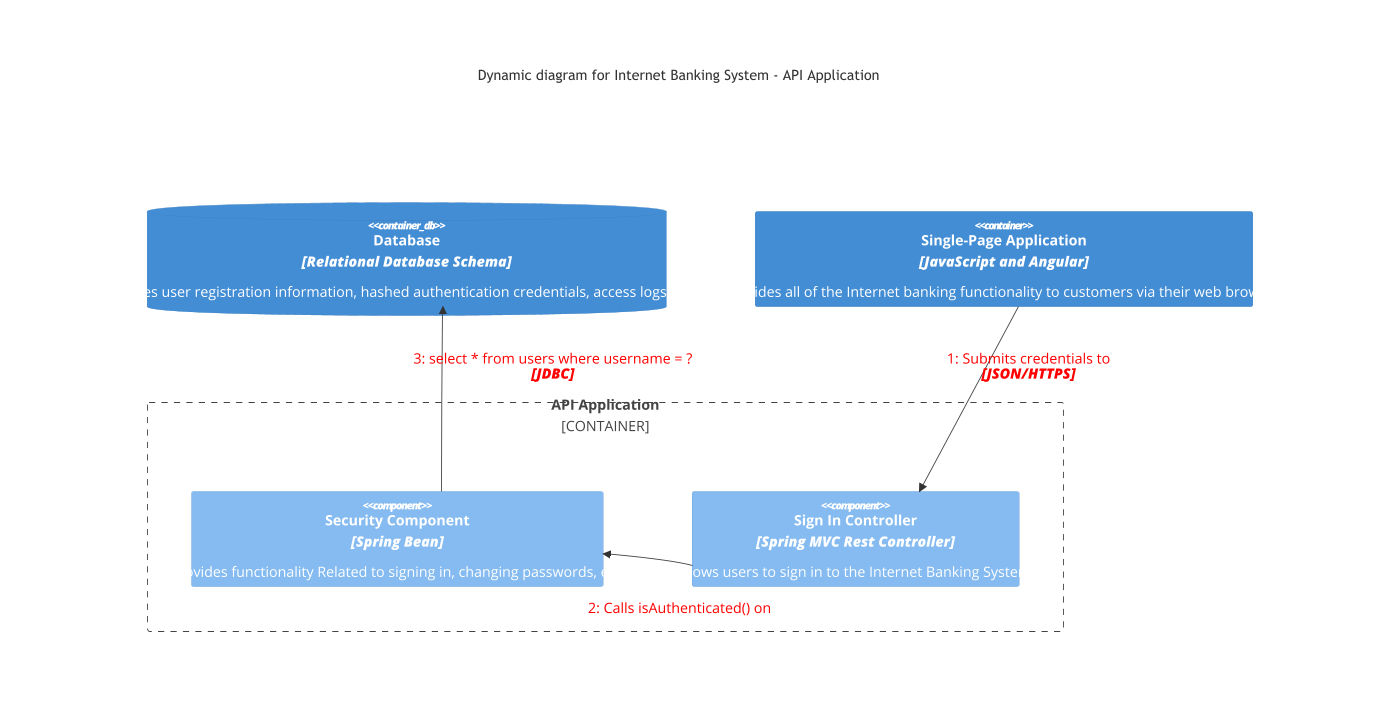 Dynamic diagram for Internet Banking System - API Application
<<container_db>>
Database
[Relational Database Schema]
es user registration information, hashed authentication credentials, access logs
<<container>>
Single-Page Application
[JavaScript and Angular]
ides all of the Internet banking functionality to customers via their web brow
3: select * from users where username = ?
[JDBC]
1: Submits credentials to
[JSON/HTTPS]
API Application
[CONTAINER]
<<component>>
Security Component
[Spring Bean]
vides functionality Related to signing in, changing passwords, e
<<component>>
Sign In Controller
[Spring MVC Rest Controller]
ows users to sign in to the Internet Banking System
2: Calls isAuthenticated() on